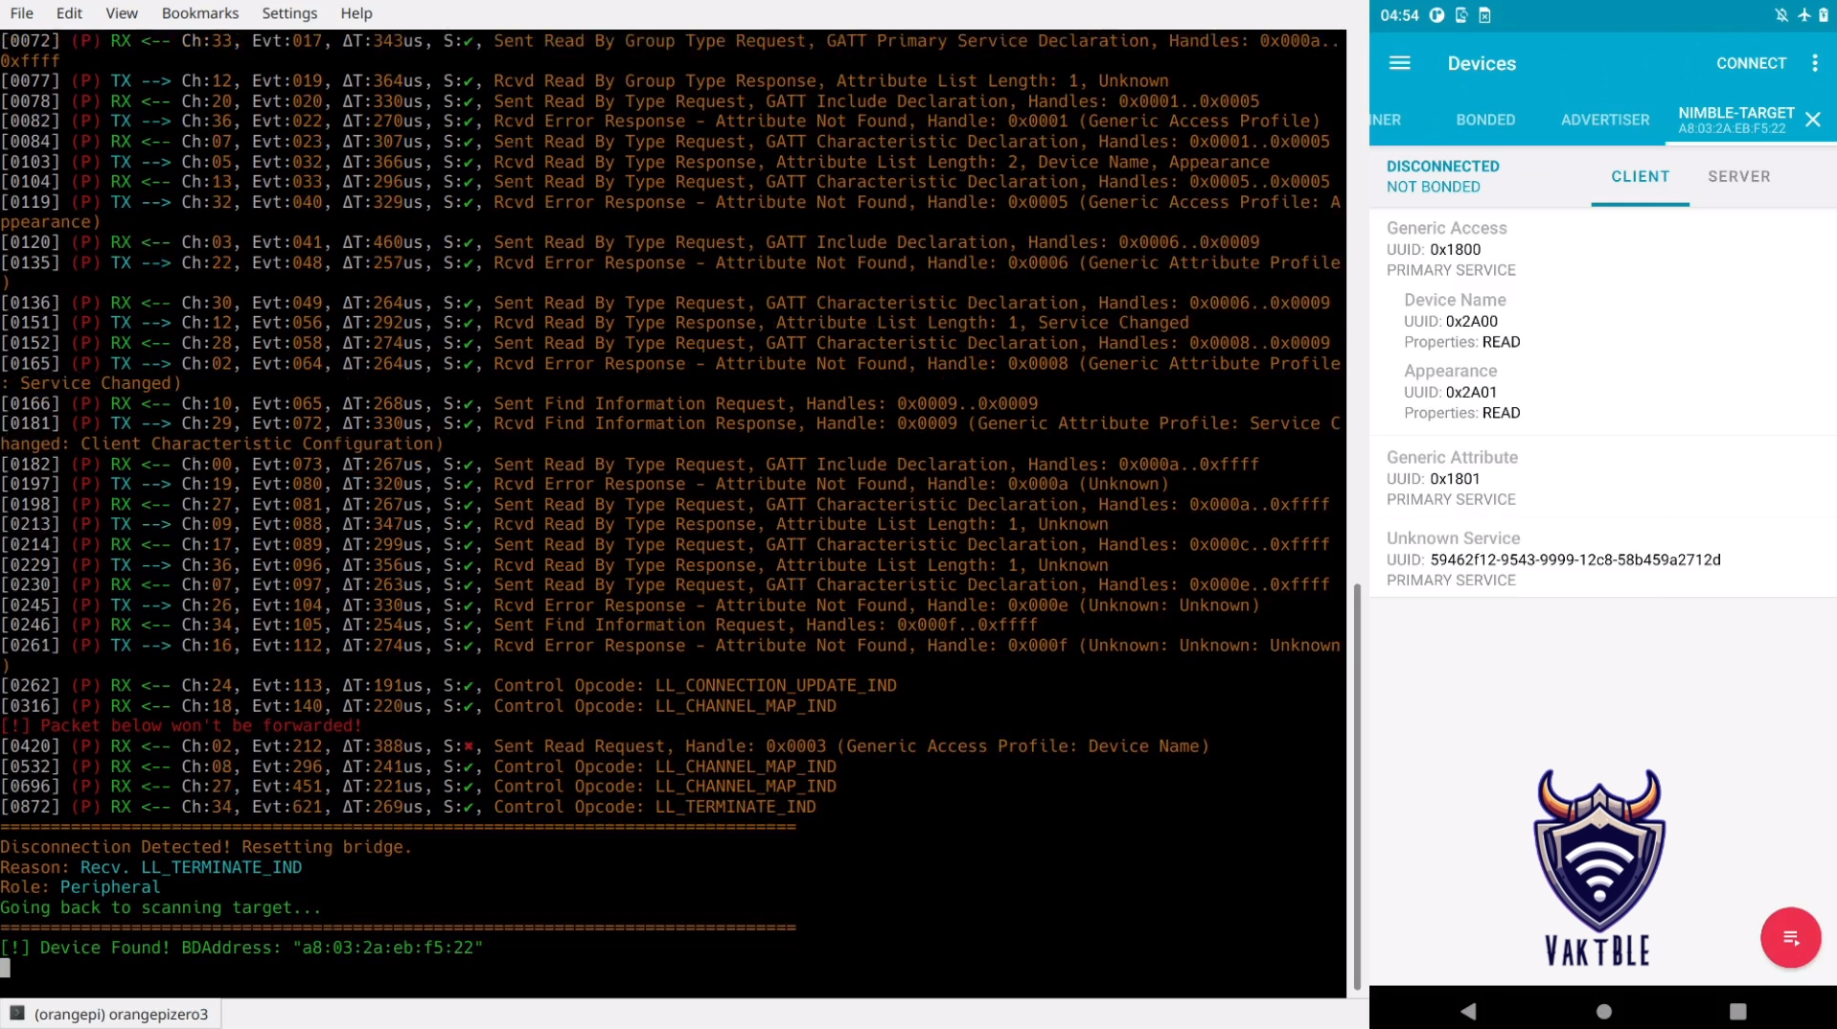 File Edit View Bookmarks Settings Help
[0072] (P) RX <-- Ch:33, Evt:017, ΔT:343us, S:✔, Sent Read By Group Type Request, GATT Primary Service Declaration, Handles: 0x000a..
0xffff
[0077] (P) TX --> Ch:12, Evt:019, ΔT:364us, S:✔, Rcvd Read By Group Type Response, Attribute List Length: 1, Unknown
[0078] (P) RX <-- Ch:20, Evt:020, ΔT:330us, S:✔, Sent Read By Type Request, GATT Include Declaration, Handles: 0x0001..0x0005
[0082] (P) TX --> Ch:36, Evt:022, ΔT:270us, S:✔, Rcvd Error Response - Attribute Not Found, Handle: 0x0001 (Generic Access Profile)
[0084] (P) RX <-- Ch:07, Evt:023, ΔT:307us, S:✔, Sent Read By Type Request, GATT Characteristic Declaration, Handles: 0x0001..0x0005
[0103] (P) TX --> Ch:05, Evt:032, ΔT:366us, S:✔, Rcvd Read By Type Response, Attribute List Length: 2, Device Name, Appearance
[0104] (P) RX <-- Ch:13, Evt:033, ΔT:296us, S:✔, Sent Read By Type Request, GATT Characteristic Declaration, Handles: 0x0005..0x0005
[0119] (P) TX --> Ch:32, Evt:040, ΔT:329us, S:✔, Rcvd Error Response - Attribute Not Found, Handle: 0x0005 (Generic Access Profile: A
ppearance)
[0120] (P) RX <-- Ch:03, Evt:041, ΔT:460us, S:✔, Sent Read By Type Request, GATT Include Declaration, Handles: 0x0006..0x0009
[0135] (P) TX --> Ch:22, Evt:048, ΔT:257us, S:✔, Rcvd Error Response - Attribute Not Found, Handle: 0x0006 (Generic Attribute Profile
)
[0136] (P) RX <-- Ch:30, Evt:049, ΔT:264us, S:✔, Sent Read By Type Request, GATT Characteristic Declaration, Handles: 0x0006..0x0009
[0151] (P) TX --> Ch:12, Evt:056, ΔT:292us, S:✔, Rcvd Read By Type Response, Attribute List Length: 1, Service Changed
[0152] (P) RX <-- Ch:28, Evt:058, ΔT:274us, S:✔, Sent Read By Type Request, GATT Characteristic Declaration, Handles: 0x0008..0x0009
[0165] (P) TX --> Ch:02, Evt:064, ΔT:264us, S:✔, Rcvd Error Response - Attribute Not Found, Handle: 0x0008 (Generic Attribute Profile
: Service Changed)
[0166] (P) RX <-- Ch:10, Evt:065, ΔT:268us, S:✔, Sent Find Information Request, Handles: 0x0009..0x0009
[0181] (P) TX --> Ch:29, Evt:072, ΔT:330us, S:✔, Rcvd Find Information Response, Handle: 0x0009 (Generic Attribute Profile: Service C
hanged: Client Characteristic Configuration)
[0182] (P) RX <-- Ch:00, Evt:073, ΔT:267us, S:✔, Sent Read By Type Request, GATT Include Declaration, Handles: 0x000a..0xffff
[0197] (P) TX --> Ch:19, Evt:080, ΔT:320us, S:✔, Rcvd Error Response - Attribute Not Found, Handle: 0x000a (Unknown)
[0198] (P) RX <-- Ch:27, Evt:081, ΔT:267us, S:✔, Sent Read By Type Request, GATT Characteristic Declaration, Handles: 0x000a..0xffff
[0213] (P) TX --> Ch:09, Evt:088, ΔT:347us, S:✔, Rcvd Read By Type Response, Attribute List Length: 1, Unknown
[0214] (P) RX <-- Ch:17, Evt:089, ΔT:299us, S:✔, Sent Read By Type Request, GATT Characteristic Declaration, Handles: 0x000c..0xffff
[0229] (P) TX --> Ch:36, Evt:096, ΔT:356us, S:✔, Rcvd Read By Type Response, Attribute List Length: 1, Unknown
[0230] (P) RX <-- Ch:07, Evt:097, ΔT:263us, S:✔, Sent Read By Type Request, GATT Characteristic Declaration, Handles: 0x000e..0xffff
[0245] (P) TX --> Ch:26, Evt:104, ΔT:330us, S:✔, Rcvd Error Response - Attribute Not Found, Handle: 0x000e (Unknown: Unknown)
[0246] (P) RX <-- Ch:34, Evt:105, ΔT:254us, S:✔, Sent Find Information Request, Handles: 0x000f..0xffff
[0261] (P) TX --> Ch:16, Evt:112, ΔT:274us, S:✔, Rcvd Error Response - Attribute Not Found, Handle: 0x000f (Unknown: Unknown: Unknown
)
[0262] (P) RX <-- Ch:24, Evt:113, ΔT:191us, S:✔, Control Opcode: LL_CONNECTION_UPDATE_IND
[0316] (P) RX <-- Ch:18, Evt:140, ΔT:220us, S:✔, Control Opcode: LL_CHANNEL_MAP_IND
[!] Packet below won't be forwarded!
[0420] (P) RX <-- Ch:02, Evt:212, ΔT:388us, S:✖, Sent Read Request, Handle: 0x0003 (Generic Access Profile: Device Name)
[0532] (P) RX <-- Ch:08, Evt:296, ΔT:241us, S:✔, Control Opcode: LL_CHANNEL_MAP_IND
[0696] (P) RX <-- Ch:27, Evt:451, ΔT:221us, S:✔, Control Opcode: LL_CHANNEL_MAP_IND
[0872] (P) RX <-- Ch:34, Evt:621, ΔT:269us, S:✔, Control Opcode: LL_TERMINATE_IND
===============================================================================
Disconnection Detected! Resetting bridge.
Reason: Recv. LL_TERMINATE_IND
Role: Peripheral
Going back to scanning target...
===============================================================================
[!] Device Found! BDAddress: "a8:03:2a:eb:f5:22"
(orangepi) orangepizero3
04:54
Devices CONNECT
INER BONDED ADVERTISER NIMBLE-TARGET
A8:03:2A:EB:F5:22
DISCONNECTED
NOT BONDED
CLIENT SERVER
Generic Access
UUID: 0x1800
PRIMARY SERVICE
Device Name
UUID: 0x2A00
Properties: READ
Appearance
UUID: 0x2A01
Properties: READ
Generic Attribute
UUID: 0x1801
PRIMARY SERVICE
Unknown Service
UUID: 59462f12-9543-9999-12c8-58b459a2712d
PRIMARY SERVICE
VAKTBLE